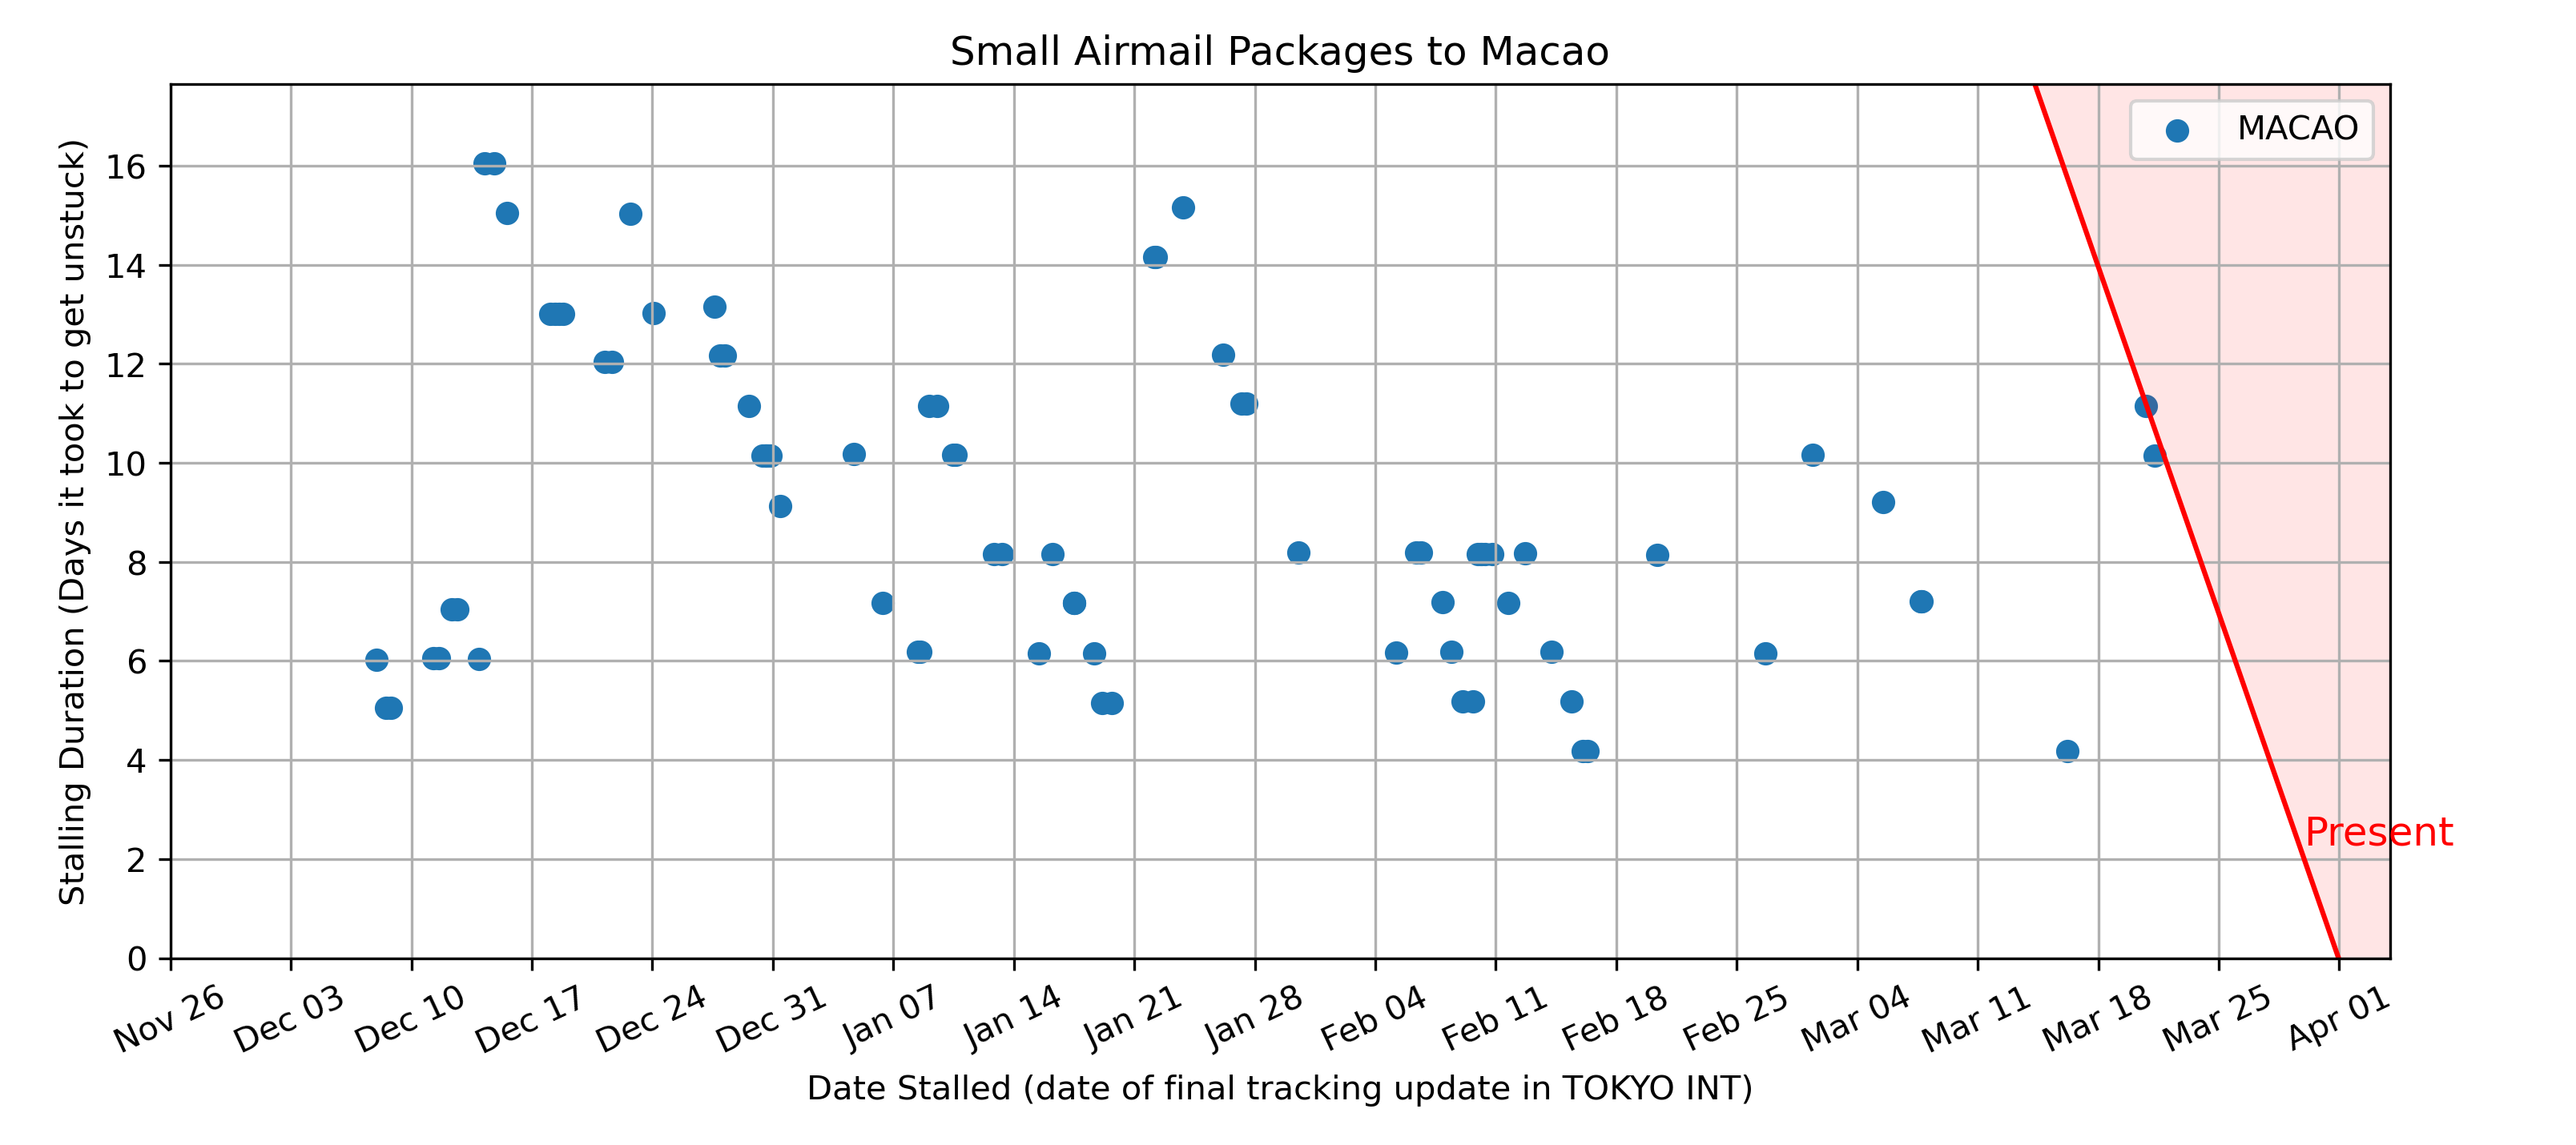 Small Airmail Packages to Macao
MACAO
Stalling Duration (Days it took to get unstuck)
16
14
12
10
8
6
4
2
0
Present
Nov 26
Dec 03
Dec 10
Dec 17
Dec 24
Dec 31
Jan 07
Jan 14
Jan 21
Jan 28
Feb 04
Feb 11
Feb 18
Feb 25
Mar 04
Mar 11
Mar 18
Mar 25
Apr 01
Date Stalled (date of final tracking update in TOKYO INT)